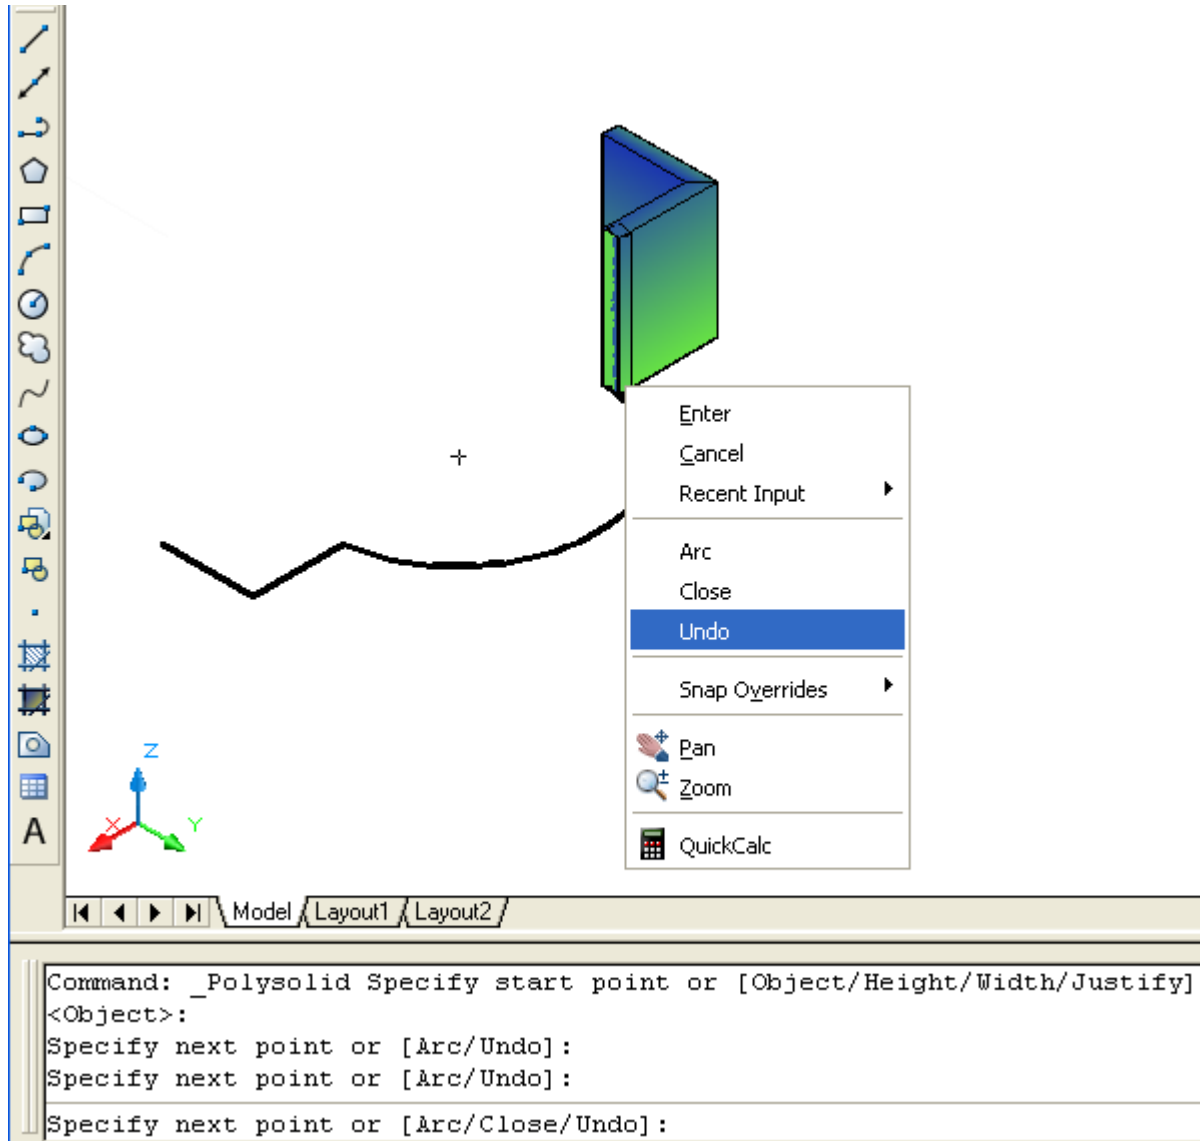 Enter
Cancel
Recent Input
Arc
Close
Undo
Snap Overrides
Pan
Zoom
QuickCalc
Z
X
Y
A
Model
Layout1
Layout2
Command: _Polysolid Specify start point or [Object/Height/Width/Justify]
<Object>:
Specify next point or [Arc/Undo]:
Specify next point or [Arc/Undo]:
Specify next point or [Arc/Close/Undo]: